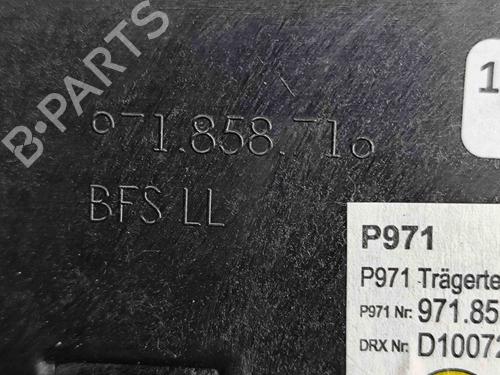 B-PARTS
971.858.716
BFS LL
1
P971
P971 Trägerte
P971 Nr: 971.85
DRX Nr: D10072